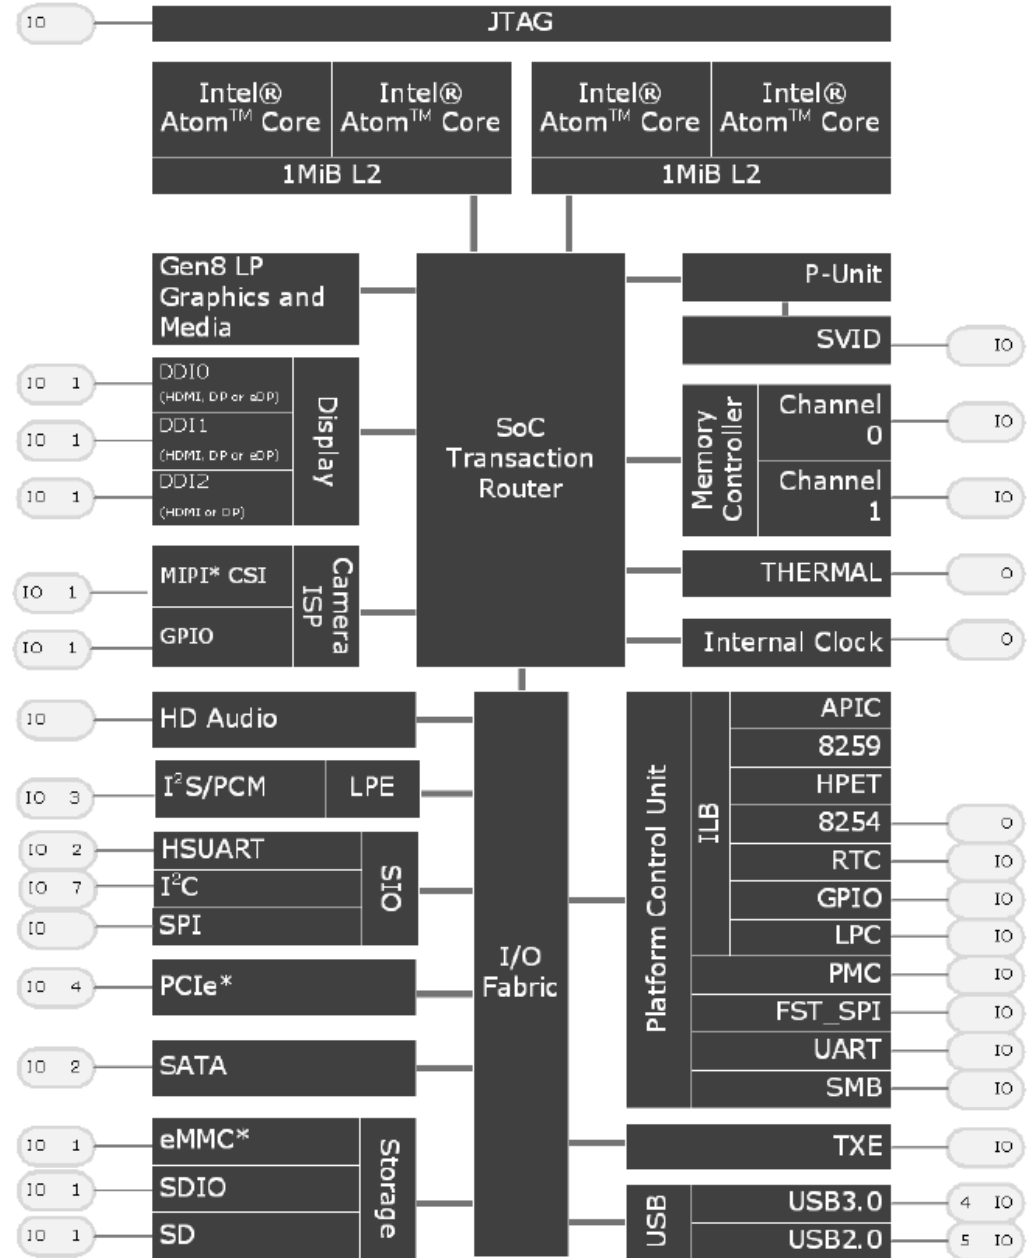 IO
JTAG
Intel® Atom™ Core
Intel® Atom™ Core
Intel® Atom™ Core
Intel® Atom™ Core
1MiB L2
1MiB L2
Gen8 LP
Graphics and
Media
P-Unit
SVID
IO
IO 1
DDI0
(HDMI, DP or eDP)
IO 1
DDI1
(HDMI, DP or eDP)
IO 1
DDI2
(HDMI or DP)
Display
SoC
Transaction
Router
Memory
Controller
Channel
0
IO
Channel
1
IO
IO 1
MIPI* CSI
IO 1
GPIO
Camera
ISP
THERMAL
O
Internal Clock
O
IO
HD Audio
IO 3
I²S/PCM
LPE
IO 2
HSUART
IO 7
I²C
IO
SPI
SIO
IO 4
PCIe*
IO 2
SATA
IO 1
eMMC*
IO 1
SDIO
IO 1
SD
Storage
I/O
Fabric
Platform Control Unit
ILB
APIC
8259
HPET
8254
O
RTC
IO
GPIO
IO
LPC
IO
PMC
IO
FST_SPI
IO
UART
IO
SMB
IO
TXE
IO
USB
USB3.0
4 IO
USB2.0
5 IO